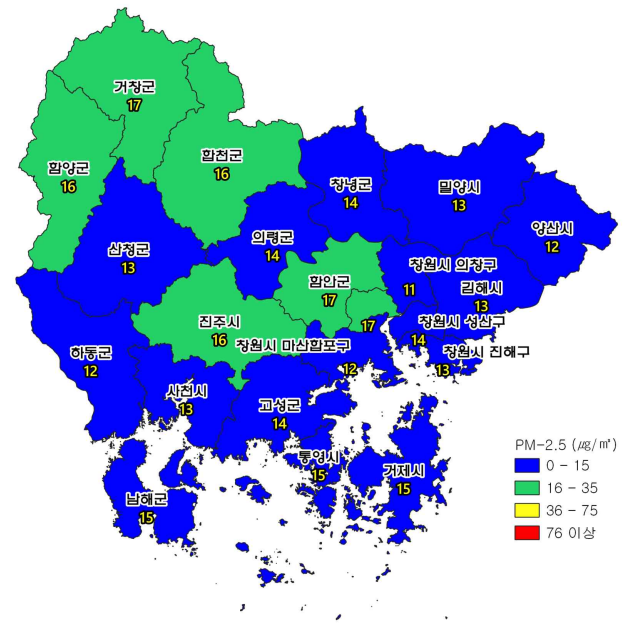 거창군
17
함양군
16
합천군
16
창녕군
14
밀양시
13
양산시
12
산청군
13
의령군
14
함안군
17
창원시 의창구
11
김해시
13
진주시
16
17
창원시 성산구
14
창원시 마산합포구
12
창원시 진해구
13
하동군
12
사천시
13
고성군
14
통영시
15
거제시
15
남해군
15
PM-2.5 (㎍/㎥)
0 - 15
16 - 35
36 - 75
76 이상